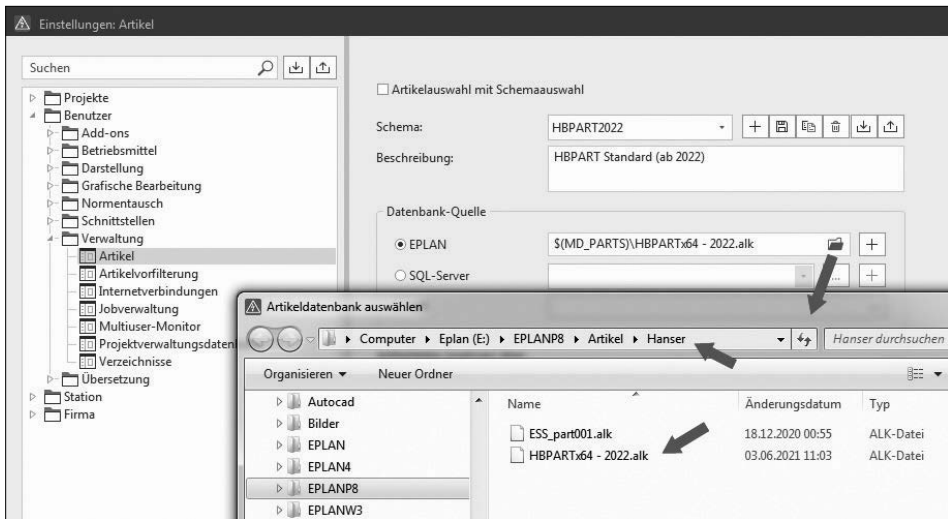 Einstellungen: Artikel
Suchen
Projekte
Benutzer
Add-ons
Betriebsmittel
Darstellung
Grafische Bearbeitung
Normentausch
Schnittstellen
Verwaltung
Artikel
Artikelvorfilterung
Internetverbindungen
Jobverwaltung
Multiuser-Monitor
Projektverwaltungsdaten
Verzeichnisse
Übersetzung
Station
Firma
Artikelauswahl mit Schemaauswahl
Schema: HBPART2022
Beschreibung: HBPART Standard (ab 2022)
Datenbank-Quelle
EPLAN $(MD_PARTS)\HBPARTx64 - 2022.alk
SQL-Server ...
Artikeldatenbank auswählen
Computer Eplan (E:) EPLANP8 Artikel Hanser Hanser durchsuchen
Organisieren Neuer Ordner
Autocad
Bilder
EPLAN
EPLAN4
EPLANP8
EPLANW3
Name Änderungsdatum Typ
ESS_part001.alk 18.12.2020 00:55 ALK-Datei
HBPARTx64 - 2022.alk 03.06.2021 11:03 ALK-Datei